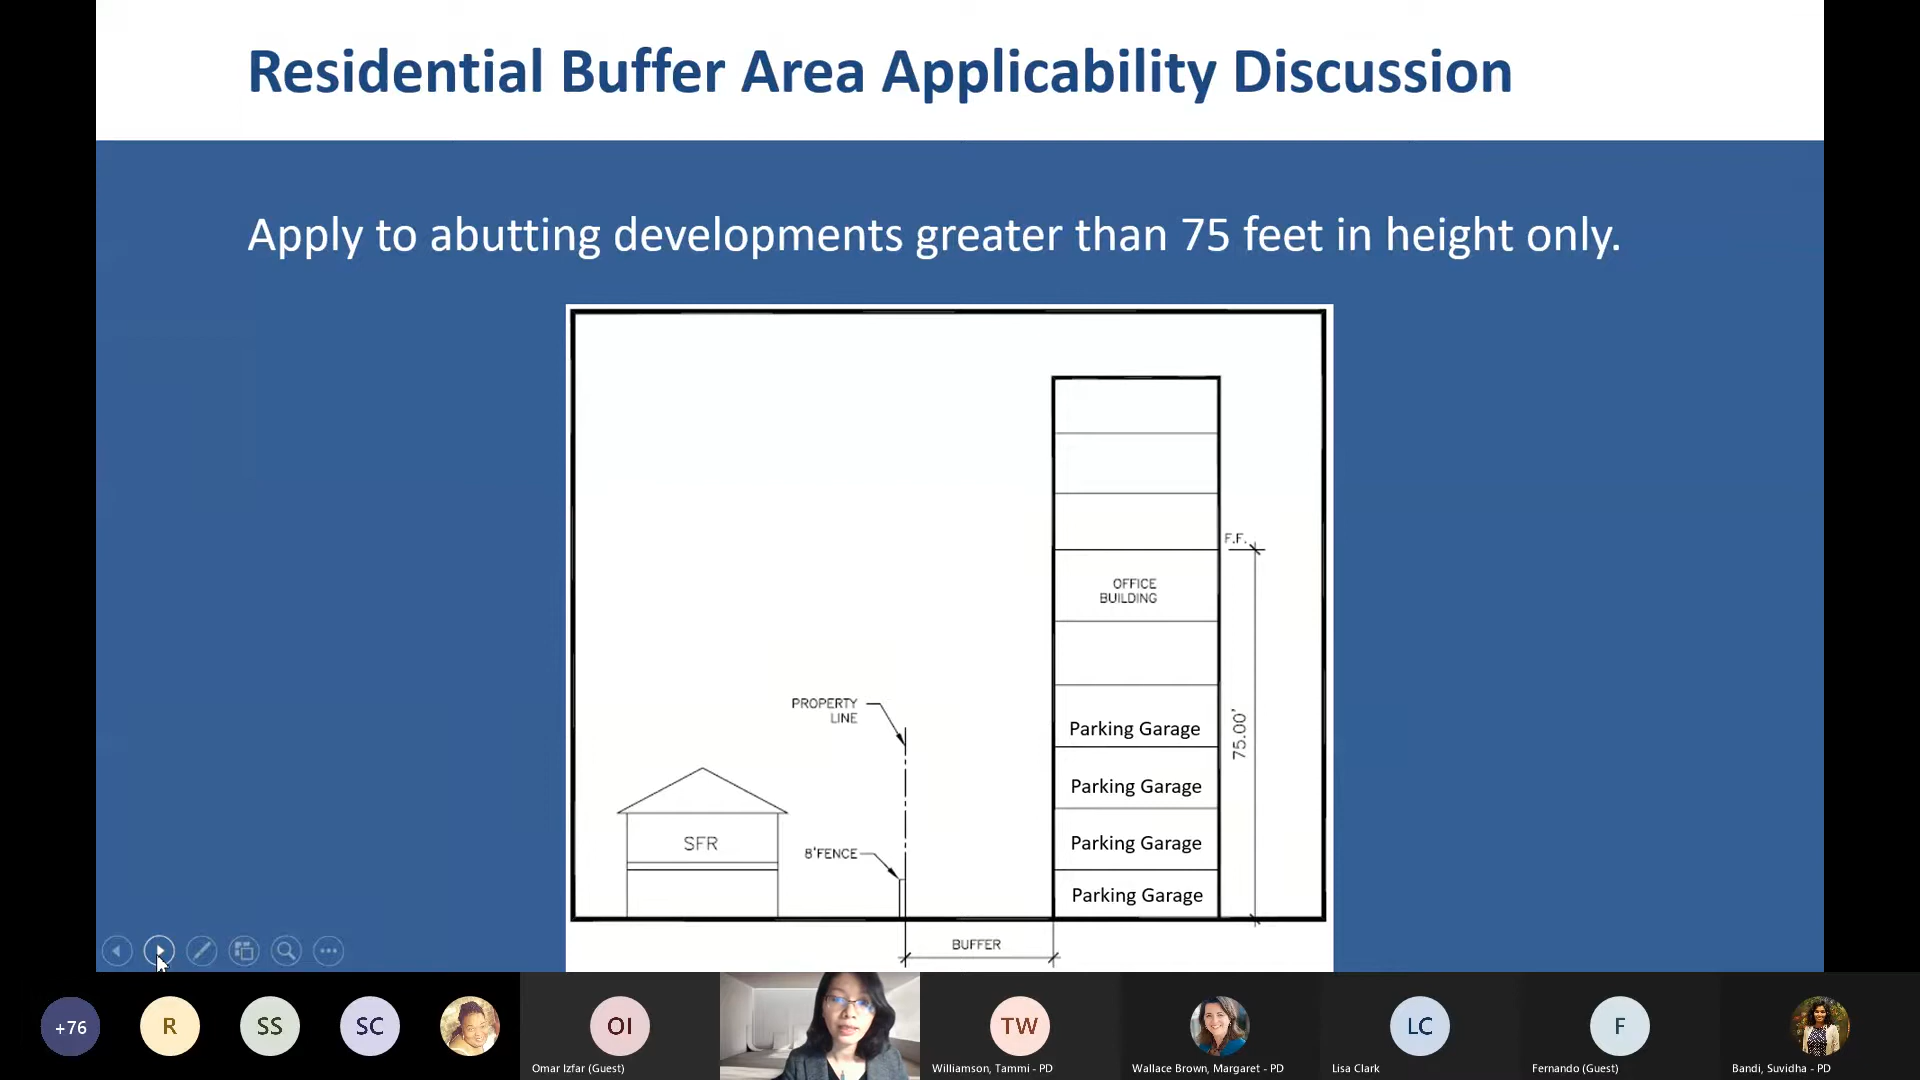 Residential Buffer Area Applicability Discussion
Apply to abutting developments greater than 75 feet in height only.
F.F.
OFFICE
BUILDING
PROPERTY
LINE
Parking Garage
75.00'
Parking Garage
SFR
8'FENCE
Parking Garage
Parking Garage
BUFFER
+76
R
SS
SC
OI
TW
LC
F
Omar Izfar (Guest)
Williamson, Tammi - PD
Wallace Brown, Margaret - PD
Lisa Clark
Fernando (Guest)
Bandi, Suvidha - PD